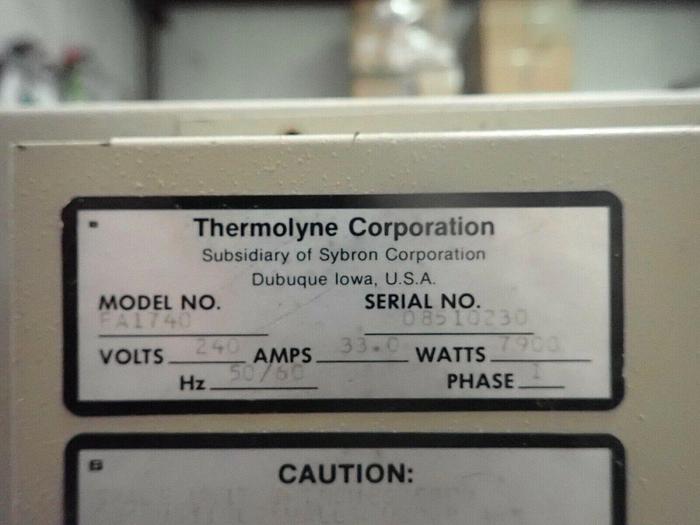 Thermolyne Corporation
Subsidiary of Sybron Corporation
Dubuque Iowa, U.S.A.
MODEL NO. SERIAL NO.
FA1740 08510230
VOLTS 240 AMPS 33.0 WATTS 7900
Hz 50/60 PHASE 1
CAUTION: